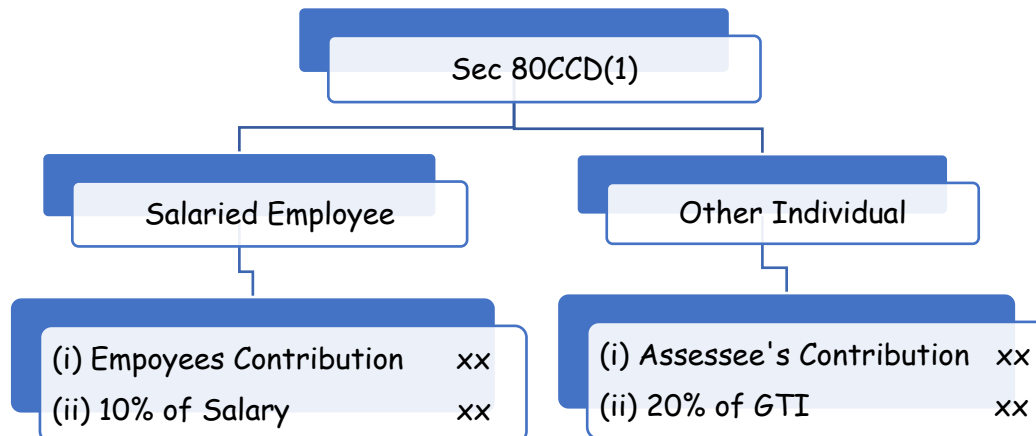 Sec 80CCD(1)
Salaried Employee
Other Individual
(i) Empoyees Contribution xx
(ii) 10% of Salary xx
(i) Assessee's Contribution xx
(ii) 20% of GTI xx